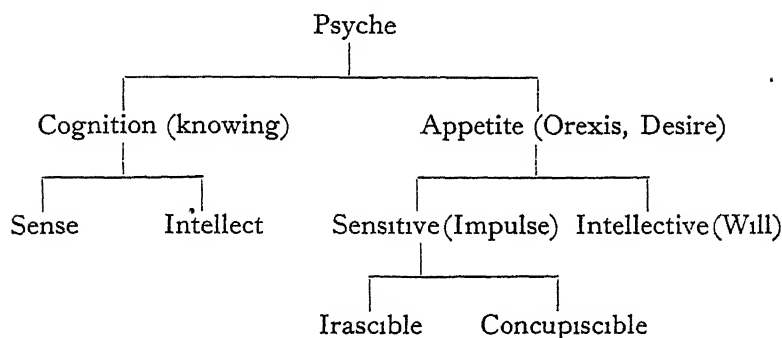 Psyche
Cognition (knowing) Appetite (Orexis, Desire)
Sense Intellect Sensitive (Impulse) Intellective (Will)
Irascible Concupiscible